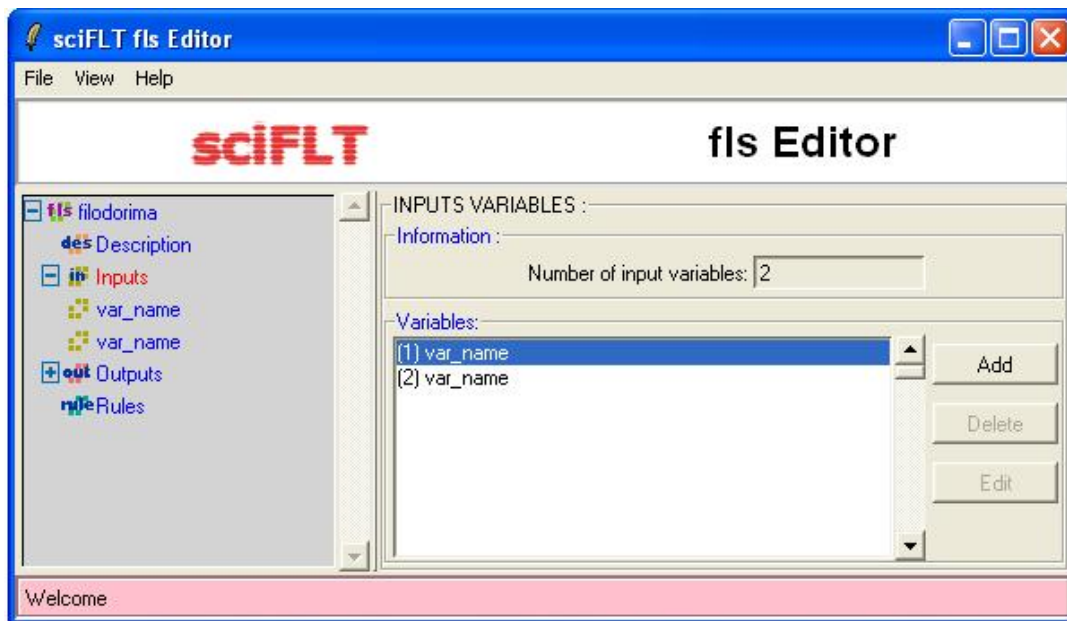 sciFLT fls Editor
File View Help
sciFLT
fls Editor
fls filodorima
des Description
in Inputs
var_name
var_name
out Outputs
rule Rules
INPUTS VARIABLES :
Information :
Number of input variables: 2
Variables:
(1) var_name
(2) var_name
Add
Delete
Edit
Welcome